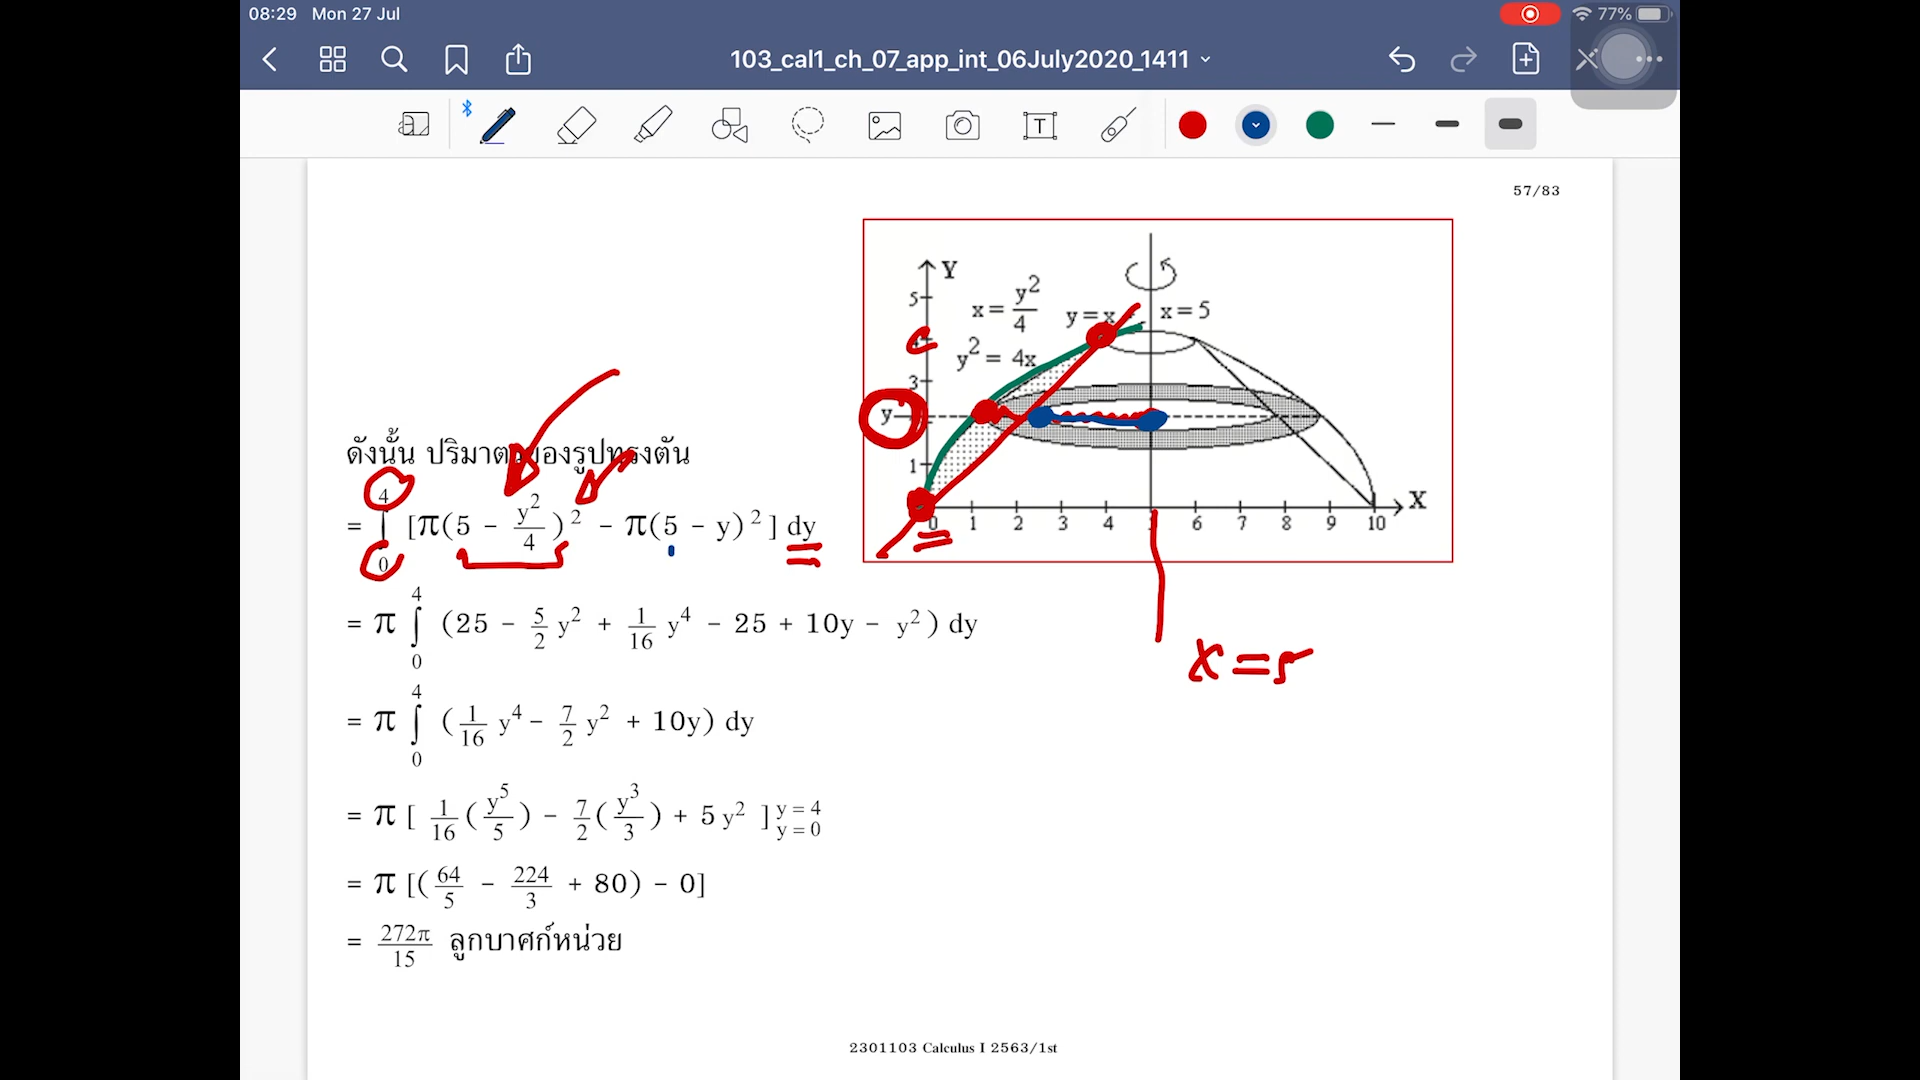 08:29 Mon 27 Jul
77%
103_cal1_ch_07_app_int_06July2020_1411
57/83
Y
5
x = y²/4
y = x
x = 5
y² = 4x
3
y
1
0 1 2 3 4 5 6 7 8 9 10 X
x = 5
ดังนั้น ปริมาตรของรูปทรงตัน
= ∫₀⁴ [π(5 − y²/4)² − π(5 − y)²] dy
= π ∫₀⁴ (25 − 5/2 y² + 1/16 y⁴ − 25 + 10y − y²) dy
= π ∫₀⁴ (1/16 y⁴ − 7/2 y² + 10y) dy
= π [ 1/16 (y⁵/5) − 7/2 (y³/3) + 5y² ] y = 4 y = 0
= π [(64/5 − 224/3 + 80) − 0]
= 272π/15 ลูกบาศก์หน่วย
2301103 Calculus I 2563/1st